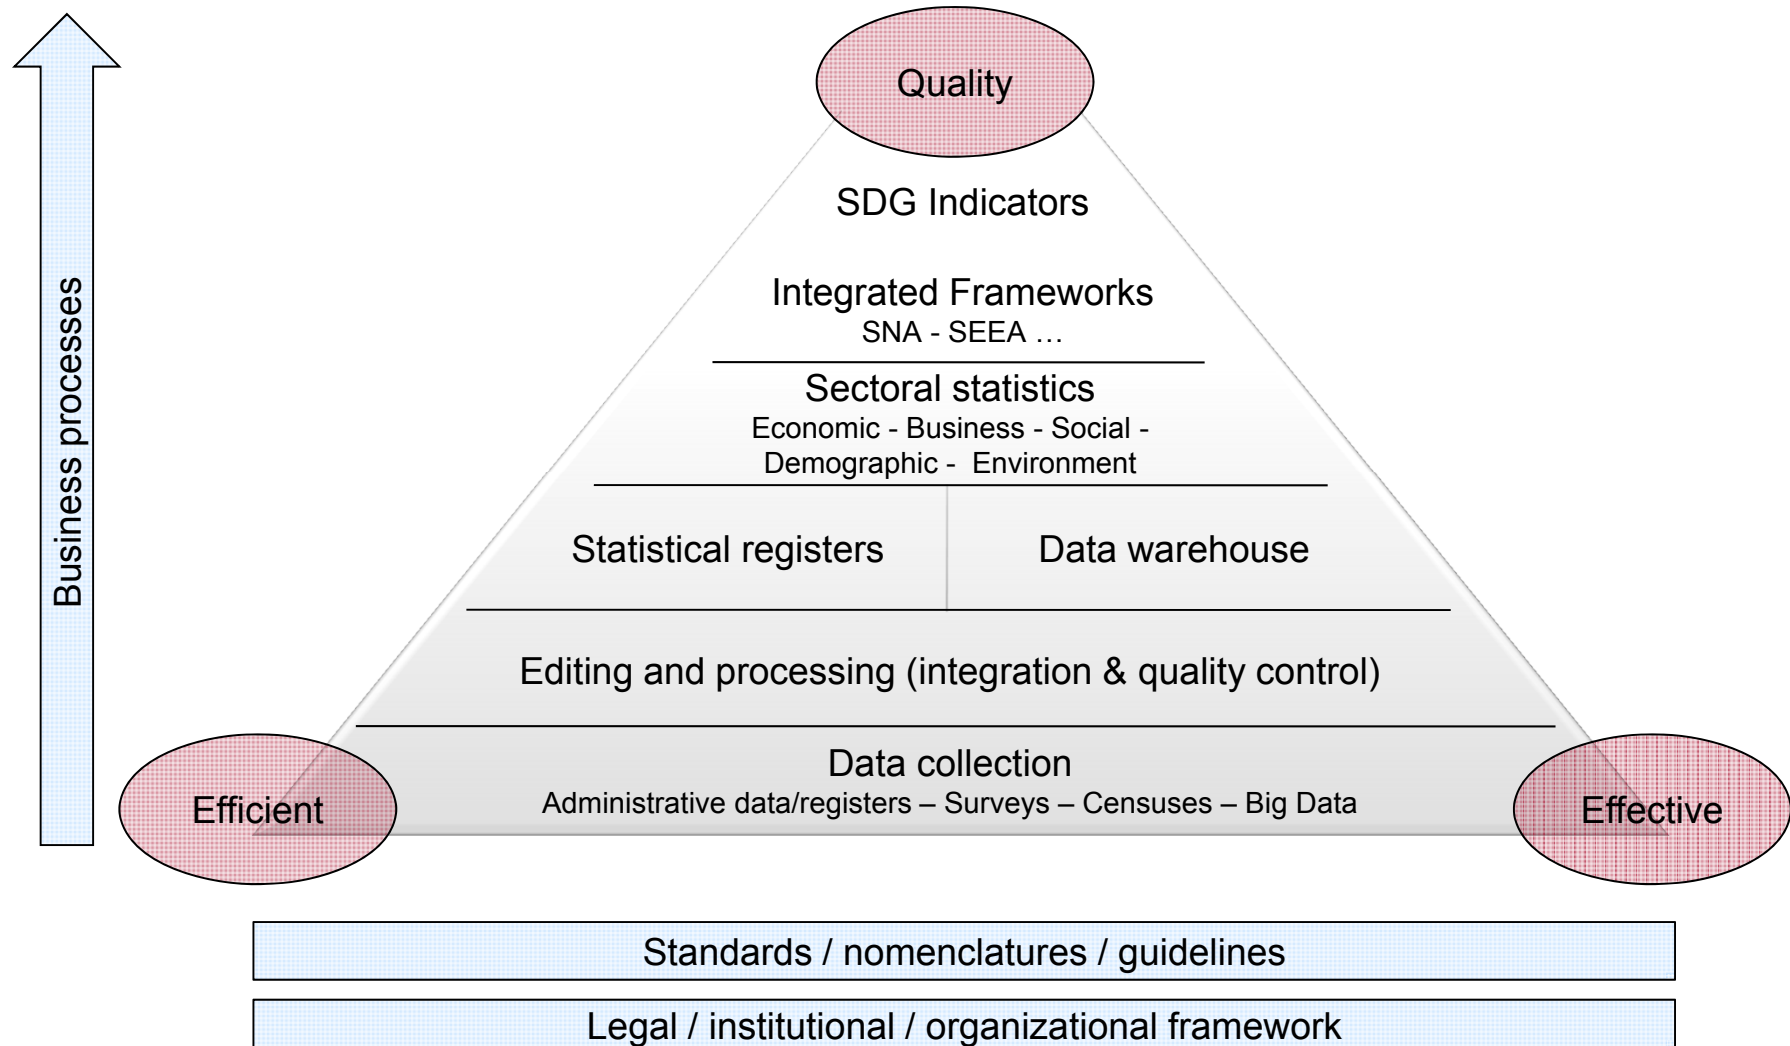 Quality
SDG Indicators
Integrated Frameworks
SNA - SEEA …
Sectoral statistics
Economic - Business - Social -
Demographic - Environment
Statistical registers
Data warehouse
Editing and processing (integration & quality control)
Data collection
Administrative data/registers – Surveys – Censuses – Big Data
Efficient
Effective
Business processes
Standards / nomenclatures / guidelines
Legal / institutional / organizational framework